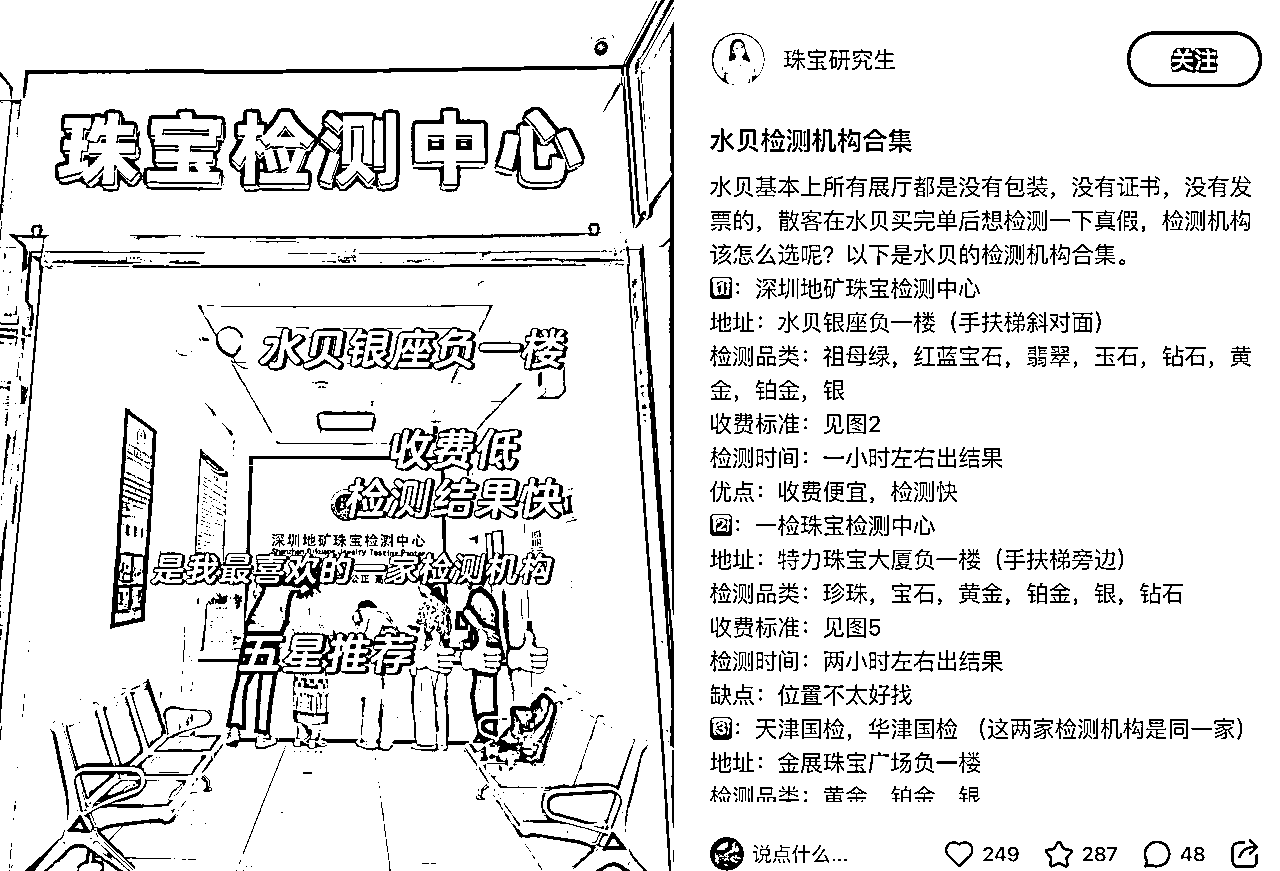 珠宝检测中心
水贝银座负一楼
收费低
检测结果快
深圳地矿珠宝检测中心
是我最喜欢的一家检测机构
五星推荐👍👍👍
珠宝研究生
关注
水贝检测机构合集
水贝基本上所有展厅都是没有包装，没有证书，没有发
票的，散客在水贝买完单后想检测一下真假，检测机构
该怎么选呢？以下是水贝的检测机构合集。
1️⃣：深圳地矿珠宝检测中心
地址：水贝银座负一楼（手扶梯斜对面）
检测品类：祖母绿，红蓝宝石，翡翠，玉石，钻石，黄
金，铂金，银
收费标准：见图2
检测时间：一小时左右出结果
优点：收费便宜，检测快
2️⃣：一检珠宝检测中心
地址：特力珠宝大厦负一楼（手扶梯旁边）
检测品类：珍珠，宝石，黄金，铂金，银，钻石
收费标准：见图5
检测时间：两小时左右出结果
缺点：位置不太好找
3️⃣：天津国检，华津国检 （这两家检测机构是同一家）
地址：金展珠宝广场负一楼
检测品类：黄金 铂金 银
说点什么...
249
287
48